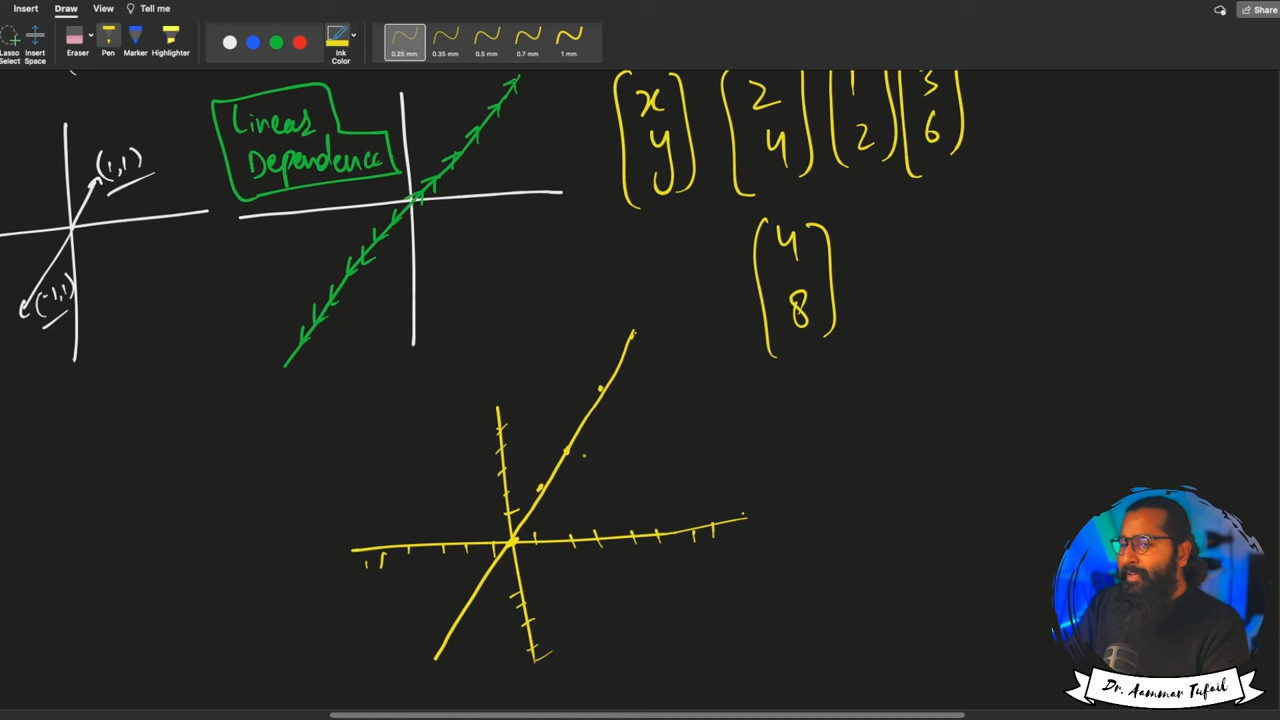 Insert Draw View Tell me
Share
Lasso Select
Insert Space
Eraser
Pen
Marker
Highlighter
Ink Color
0.25 mm
0.35 mm
0.5 mm
0.7 mm
1 mm
Linear
Dependence
(1,1)
(-1,1)
x 2 1 3
y 4 2 6
4
8
Dr. Aammar Tufail